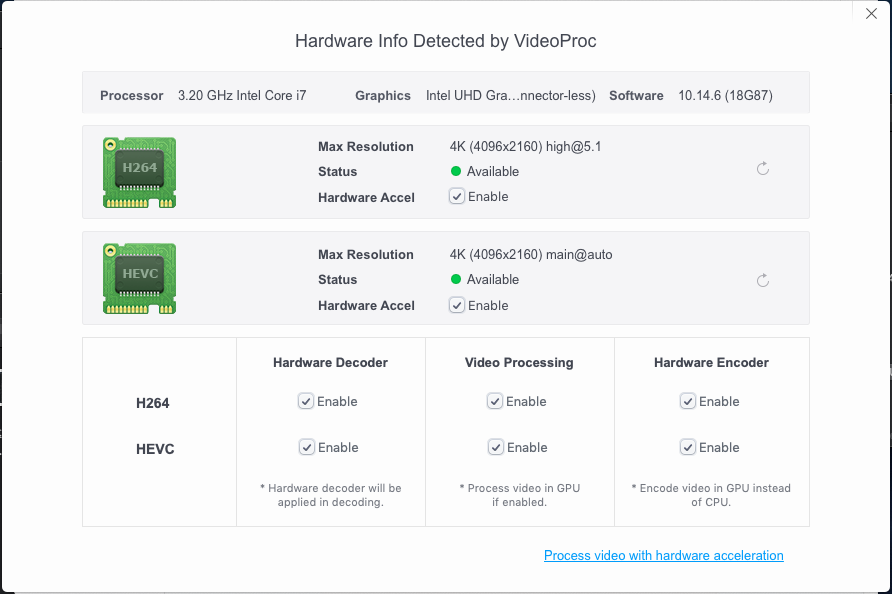 Hardware Info Detected by VideoProc
Processor 3.20 GHz Intel Core i7 Graphics Intel UHD Gra...nnector-less) Software 10.14.6 (18G87)
H264
Max Resolution 4K (4096x2160) high@5.1
Status Available
Hardware Accel Enable
HEVC
Max Resolution 4K (4096x2160) main@auto
Status Available
Hardware Accel Enable
Hardware Decoder Video Processing Hardware Encoder
H264 Enable Enable Enable
HEVC Enable Enable Enable
* Hardware decoder will be
applied in decoding.
* Process video in GPU
if enabled.
* Encode video in GPU instead
of CPU.
Process video with hardware acceleration